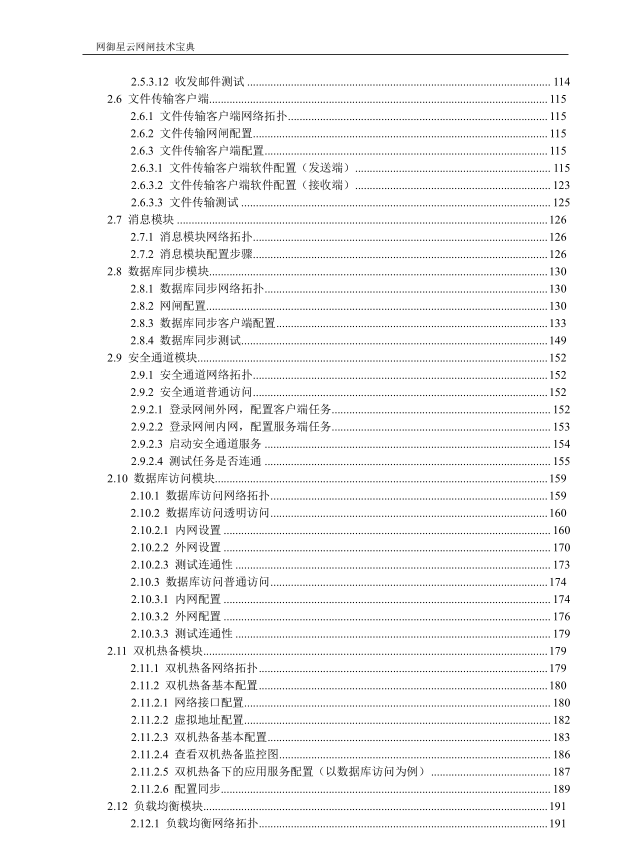 网御星云网闸技术宝典
2.5.3.12 收发邮件测试 ........ 114
2.6 文件传输客户端........ 115
2.6.1 文件传输客户端网络拓扑........ 115
2.6.2 文件传输网闸配置........ 115
2.6.3 文件传输客户端配置........ 115
2.6.3.1 文件传输客户端软件配置（发送端）........ 115
2.6.3.2 文件传输客户端软件配置（接收端）........ 123
2.6.3.3 文件传输测试 ........ 125
2.7 消息模块 ........ 126
2.7.1 消息模块网络拓扑........ 126
2.7.2 消息模块配置步骤........ 126
2.8 数据库同步模块........ 130
2.8.1 数据库同步网络拓扑........ 130
2.8.2 网闸配置........ 130
2.8.3 数据库同步客户端配置........ 133
2.8.4 数据库同步测试........ 149
2.9 安全通道模块........ 152
2.9.1 安全通道网络拓扑........ 152
2.9.2 安全通道普通访问........ 152
2.9.2.1 登录网闸外网，配置客户端任务........ 152
2.9.2.2 登录网闸内网，配置服务端任务........ 153
2.9.2.3 启动安全通道服务 ........ 154
2.9.2.4 测试任务是否连通 ........ 155
2.10 数据库访问模块........ 159
2.10.1 数据库访问网络拓扑........ 159
2.10.2 数据库访问透明访问........ 160
2.10.2.1 内网设置 ........ 160
2.10.2.2 外网设置 ........ 170
2.10.2.3 测试连通性 ........ 173
2.10.3 数据库访问普通访问........ 174
2.10.3.1 内网配置 ........ 174
2.10.3.2 外网配置 ........ 176
2.10.3.3 测试连通性 ........ 179
2.11 双机热备模块........ 179
2.11.1 双机热备网络拓扑........ 179
2.11.2 双机热备基本配置........ 180
2.11.2.1 网络接口配置........ 180
2.11.2.2 虚拟地址配置........ 182
2.11.2.3 双机热备基本配置........ 183
2.11.2.4 查看双机热备监控图........ 186
2.11.2.5 双机热备下的应用服务配置（以数据库访问为例）........ 187
2.11.2.6 配置同步........ 189
2.12 负载均衡模块........ 191
2.12.1 负载均衡网络拓扑........ 191